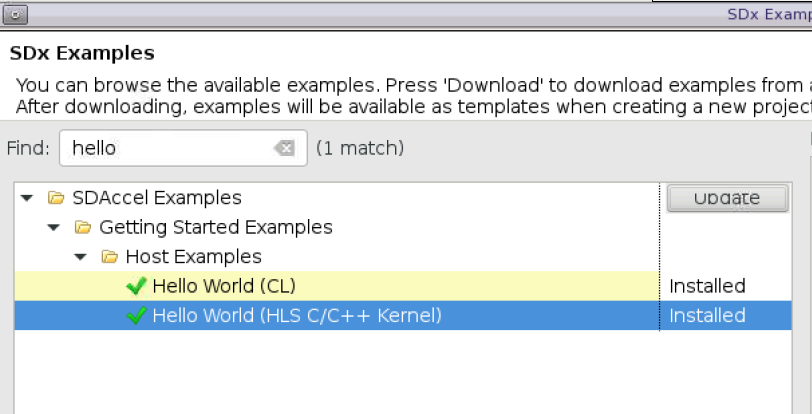 SDx Examp
SDx Examples
You can browse the available examples. Press 'Download' to download examples from
After downloading, examples will be available as templates when creating a new projec
Find: hello (1 match)
SDAccel Examples Update
Getting Started Examples
Host Examples
Hello World (CL) Installed
Hello World (HLS C/C++ Kernel) Installed